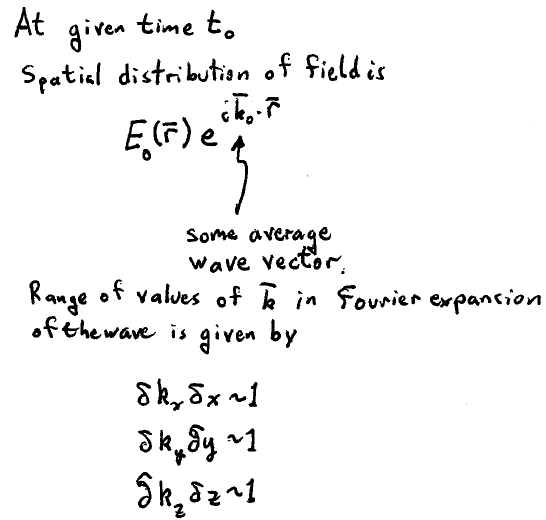 At given time t₀
Spatial distribution of field is
E₀(r̅) e^{i k̅₀·r̅}
some average
wave vector.
Range of values of k̅ in Fourier expansion
of the wave is given by
δkₓ δx ~1
δk_y δy ~1
δk_z δz ~1